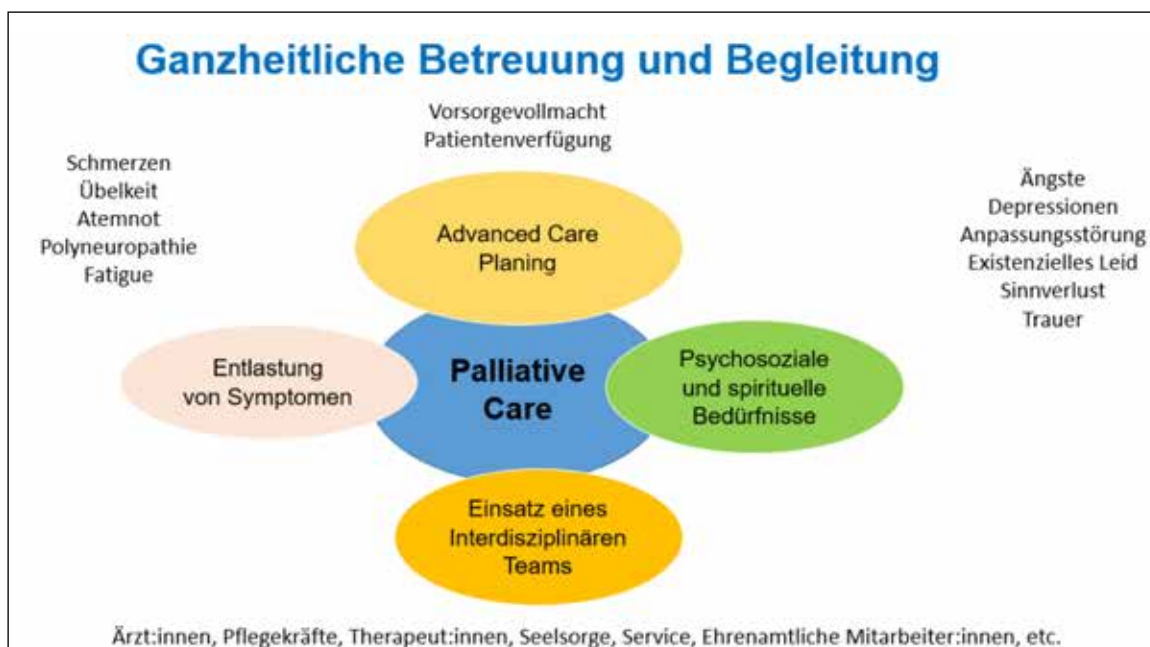 Ganzheitliche Betreuung und Begleitung
Vorsorgevollmacht
Patientenverfügung
Schmerzen
Übelkeit
Atemnot
Polyneuropathie
Fatigue
Ängste
Depressionen
Anpassungsstörung
Existenzielles Leid
Sinnverlust
Trauer
Advanced Care
Planing
Entlastung
von Symptomen
Palliative
Care
Psychosoziale
und spirituelle
Bedürfnisse
Einsatz eines
Interdisziplinären
Teams
Ärzt:innen, Pflegekräfte, Therapeut:innen, Seelsorge, Service, Ehrenamtliche Mitarbeiter:innen, etc.